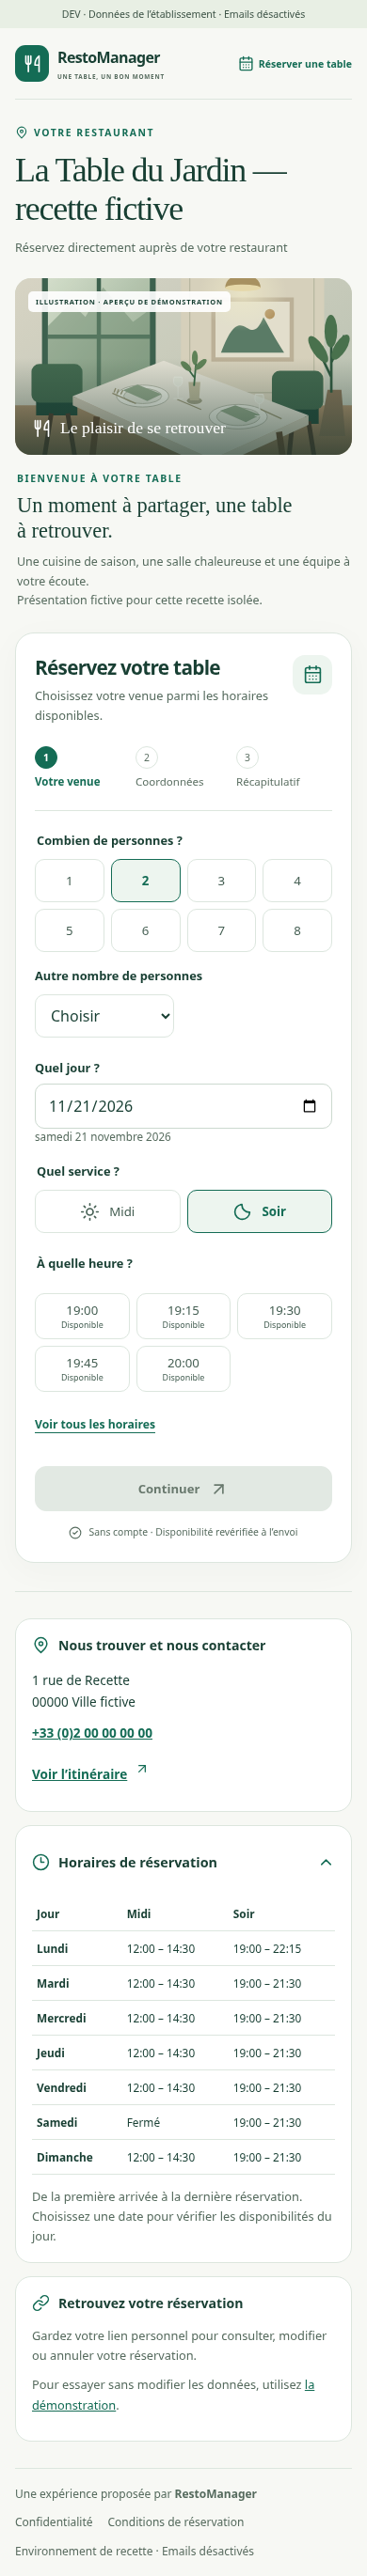 DEV · Données de l’établissement · Emails désactivés
RestoManager
UNE TABLE, UN BON MOMENT
Réserver une table
VOTRE RESTAURANT
La Table du Jardin —
recette fictive
Réservez directement auprès de votre restaurant
ILLUSTRATION · APERÇU DE DÉMONSTRATION
Le plaisir de se retrouver
BIENVENUE À VOTRE TABLE
Un moment à partager, une table
à retrouver.
Une cuisine de saison, une salle chaleureuse et une équipe à
votre écoute.
Présentation fictive pour cette recette isolée.
Réservez votre table
Choisissez votre venue parmi les horaires
disponibles.
1 2 3
Votre venue Coordonnées Récapitulatif
Combien de personnes ?
1 2 3 4
5 6 7 8
Autre nombre de personnes
Choisir
Quel jour ?
11/21/2026
samedi 21 novembre 2026
Quel service ?
Midi Soir
À quelle heure ?
19:00 19:15 19:30
Disponible Disponible Disponible
19:45 20:00
Disponible Disponible
Voir tous les horaires
Continuer
Sans compte · Disponibilité revérifiée à l’envoi
Nous trouver et nous contacter
1 rue de Recette
00000 Ville fictive
+33 (0)2 00 00 00 00
Voir l’itinéraire
Horaires de réservation
Jour Midi Soir
Lundi 12:00 – 14:30 19:00 – 22:15
Mardi 12:00 – 14:30 19:00 – 21:30
Mercredi 12:00 – 14:30 19:00 – 21:30
Jeudi 12:00 – 14:30 19:00 – 21:30
Vendredi 12:00 – 14:30 19:00 – 21:30
Samedi Fermé 19:00 – 21:30
Dimanche 12:00 – 14:30 19:00 – 21:30
De la première arrivée à la dernière réservation.
Choisissez une date pour vérifier les disponibilités du
jour.
Retrouvez votre réservation
Gardez votre lien personnel pour consulter, modifier
ou annuler votre réservation.
Pour essayer sans modifier les données, utilisez la
démonstration.
Une expérience proposée par RestoManager
Confidentialité Conditions de réservation
Environnement de recette · Emails désactivés